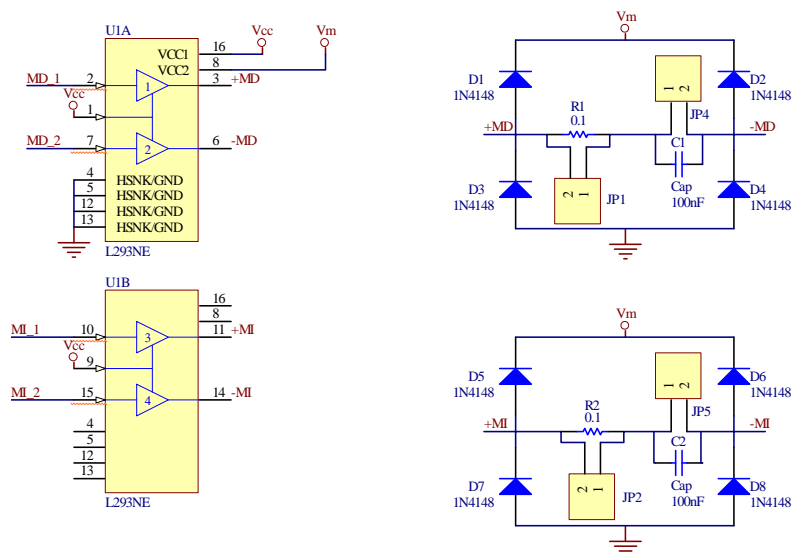 U1A
VCC1
VCC2
16
8
Vcc
Vm
MD_1
2
1
3
+MD
Vcc
1
MD_2
7
2
6
-MD
4
5
12
13
HSNK/GND
HSNK/GND
HSNK/GND
HSNK/GND
L293NE
Vm
D1
1N4148
D2
1N4148
1
2
JP4
R1
0.1
+MD
-MD
C1
Cap
100nF
D3
1N4148
2
1
JP1
D4
1N4148
U1B
16
8
MI_1
10
3
11
+MI
Vcc
9
MI_2
15
4
14
-MI
4
5
12
13
L293NE
Vm
D5
1N4148
D6
1N4148
1
2
JP5
R2
0.1
+MI
-MI
C2
Cap
100nF
D7
1N4148
2
1
JP2
D8
1N4148